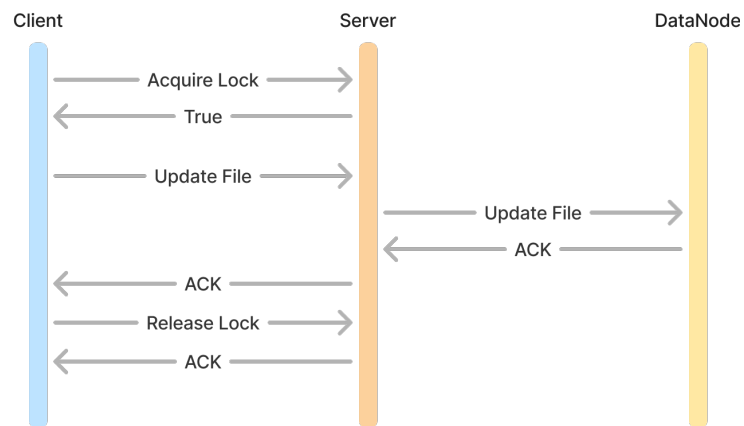 Client
Server
DataNode
Acquire Lock
True
Update File
Update File
ACK
ACK
Release Lock
ACK